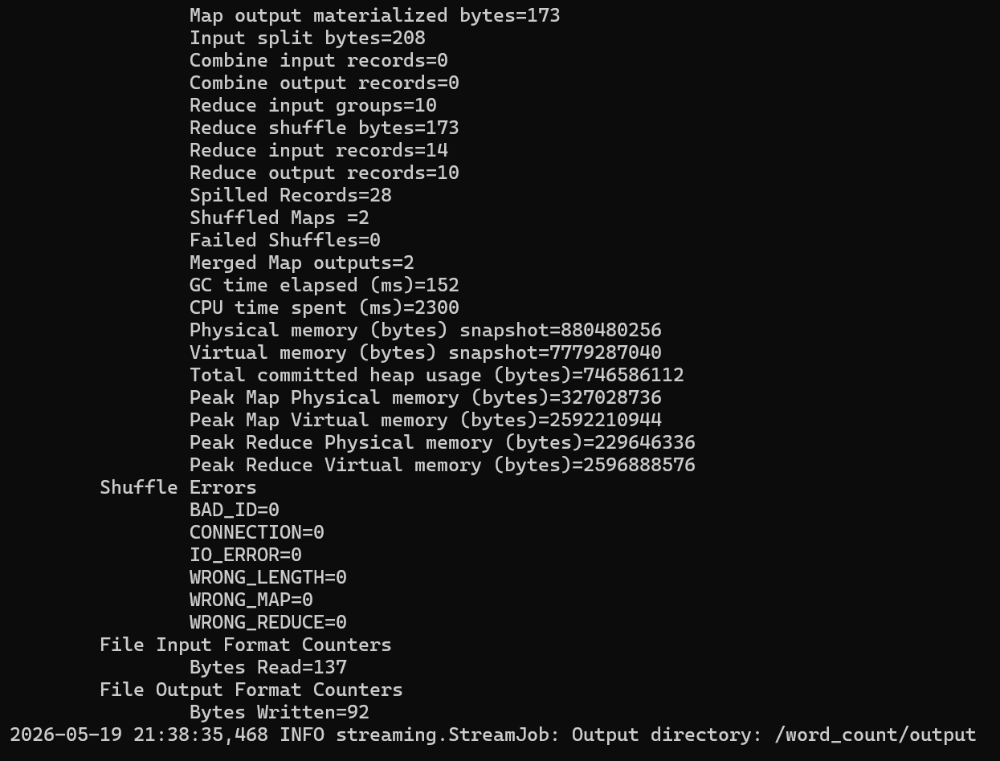 Map output materialized bytes=173
Input split bytes=208
Combine input records=0
Combine output records=0
Reduce input groups=10
Reduce shuffle bytes=173
Reduce input records=14
Reduce output records=10
Spilled Records=28
Shuffled Maps =2
Failed Shuffles=0
Merged Map outputs=2
GC time elapsed (ms)=152
CPU time spent (ms)=2300
Physical memory (bytes) snapshot=880480256
Virtual memory (bytes) snapshot=7779287040
Total committed heap usage (bytes)=746586112
Peak Map Physical memory (bytes)=327028736
Peak Map Virtual memory (bytes)=2592210944
Peak Reduce Physical memory (bytes)=229646336
Peak Reduce Virtual memory (bytes)=2596888576
Shuffle Errors
BAD_ID=0
CONNECTION=0
IO_ERROR=0
WRONG_LENGTH=0
WRONG_MAP=0
WRONG_REDUCE=0
File Input Format Counters
Bytes Read=137
File Output Format Counters
Bytes Written=92
2026-05-19 21:38:35,468 INFO streaming.StreamJob: Output directory: /word_count/output